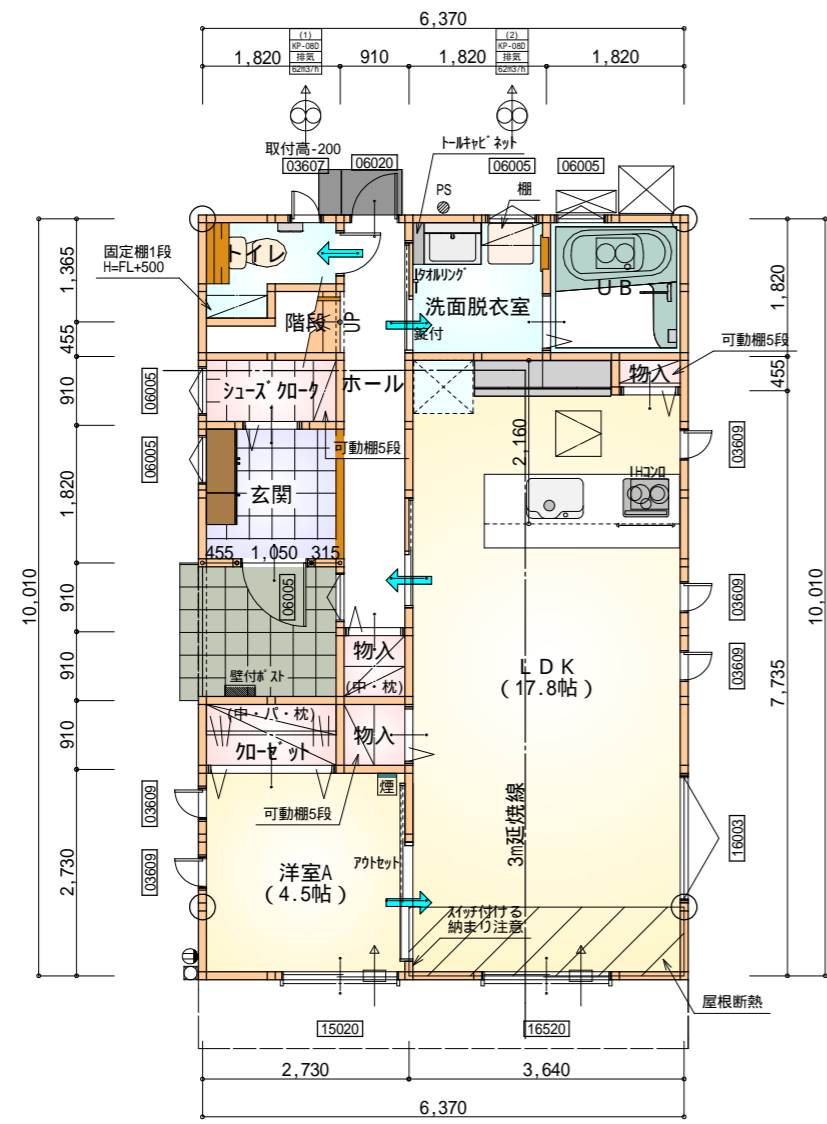 6,370
1,820
910
1,820
1,820
(1)
KP-08D
排気
62m3/h
(2)
KP-08D
排気
62m3/h
取付高-200
03607
06020
トールキャビネット
06005
06005
PS
棚
固定棚1段
H=FL+500
トイレ
タオルリング
洗面脱衣室
UB
階段
UP
錠付
可動棚5段
物入
シューズクローク
ホール
可動棚5段
2,160
IHコンロ
玄関
455
1,050
315
06005
06005
06005
壁付ポスト
物入
(中・枕)
LDK
(17.8帖)
(中・パ・枕)
クローゼット
物入
煙
可動棚5段
3m延焼線
アウトセット
洋室A
(4.5帖)
スイッチ付ける
納まり注意
屋根断熱
03609
03609
03609
03609
03609
16003
15020
16520
10,010
1,365
455
910
1,820
910
910
910
2,730
1,820
455
7,735
10,010
2,730
3,640
6,370